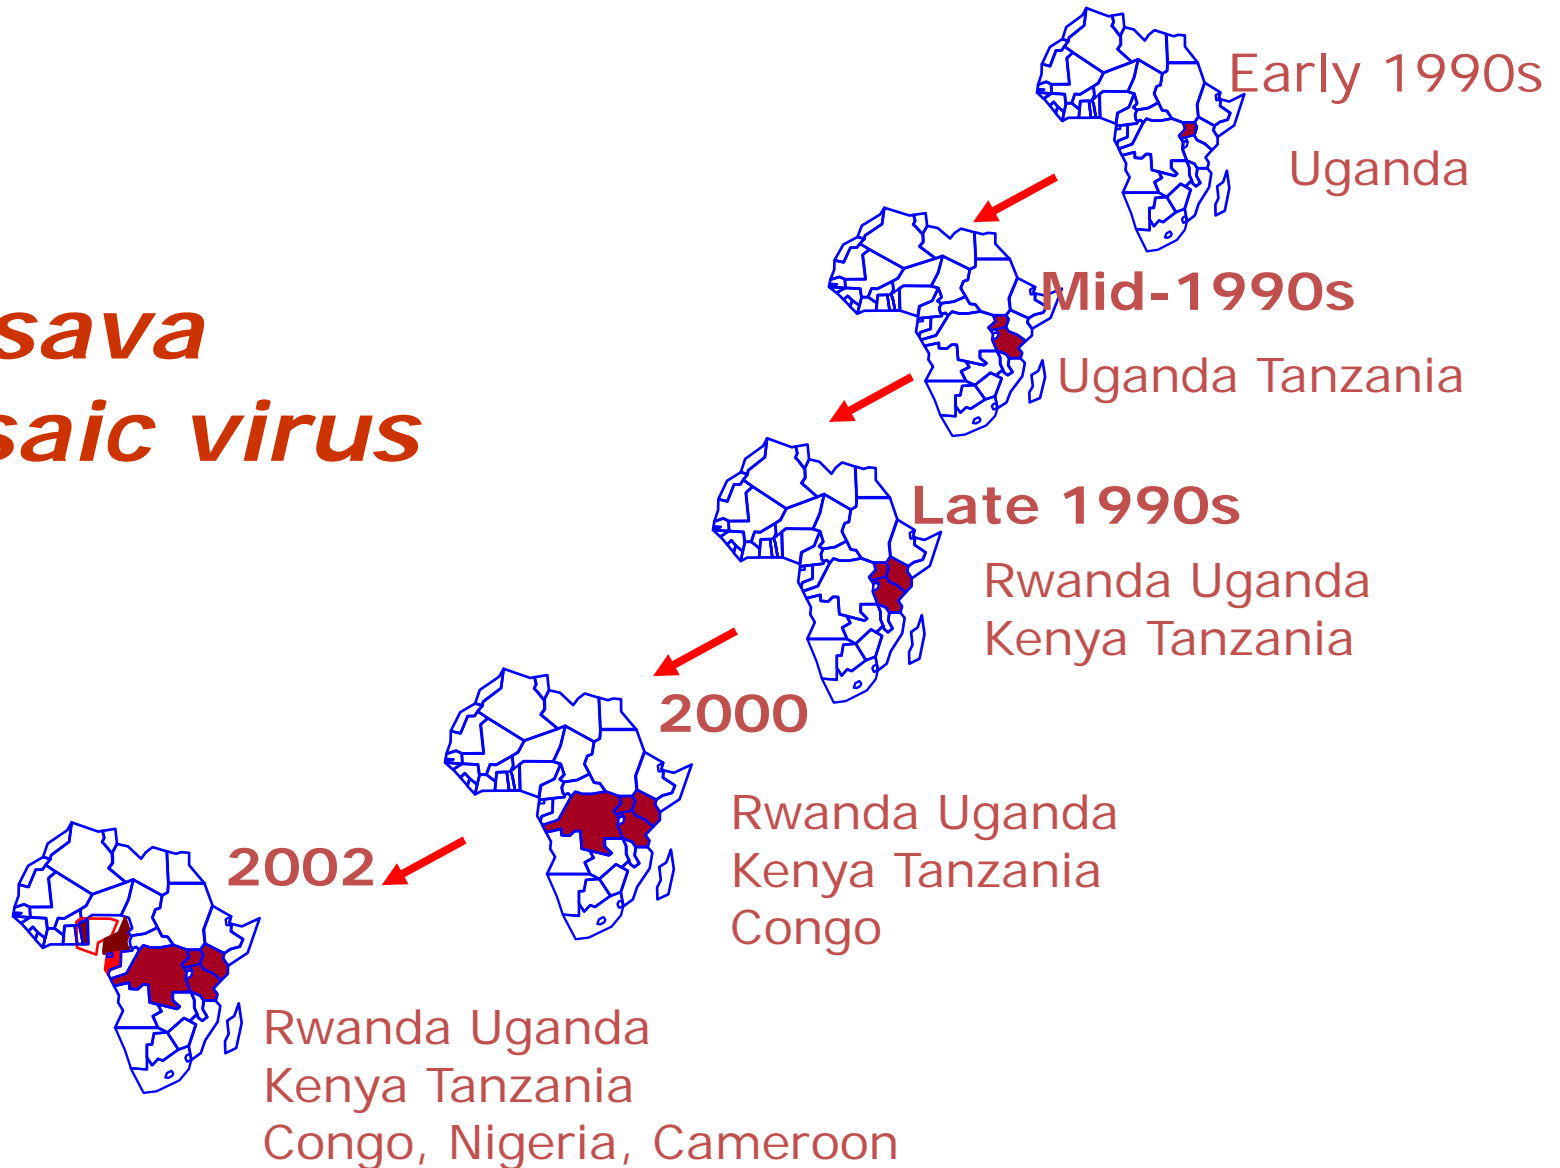 Early 1990s
Uganda
Mid-1990s
Uganda Tanzania
sava
saic virus
Late 1990s
Rwanda Uganda
Kenya Tanzania
2000
Rwanda Uganda
Kenya Tanzania
Congo
2002
Rwanda Uganda
Kenya Tanzania
Congo, Nigeria, Cameroon